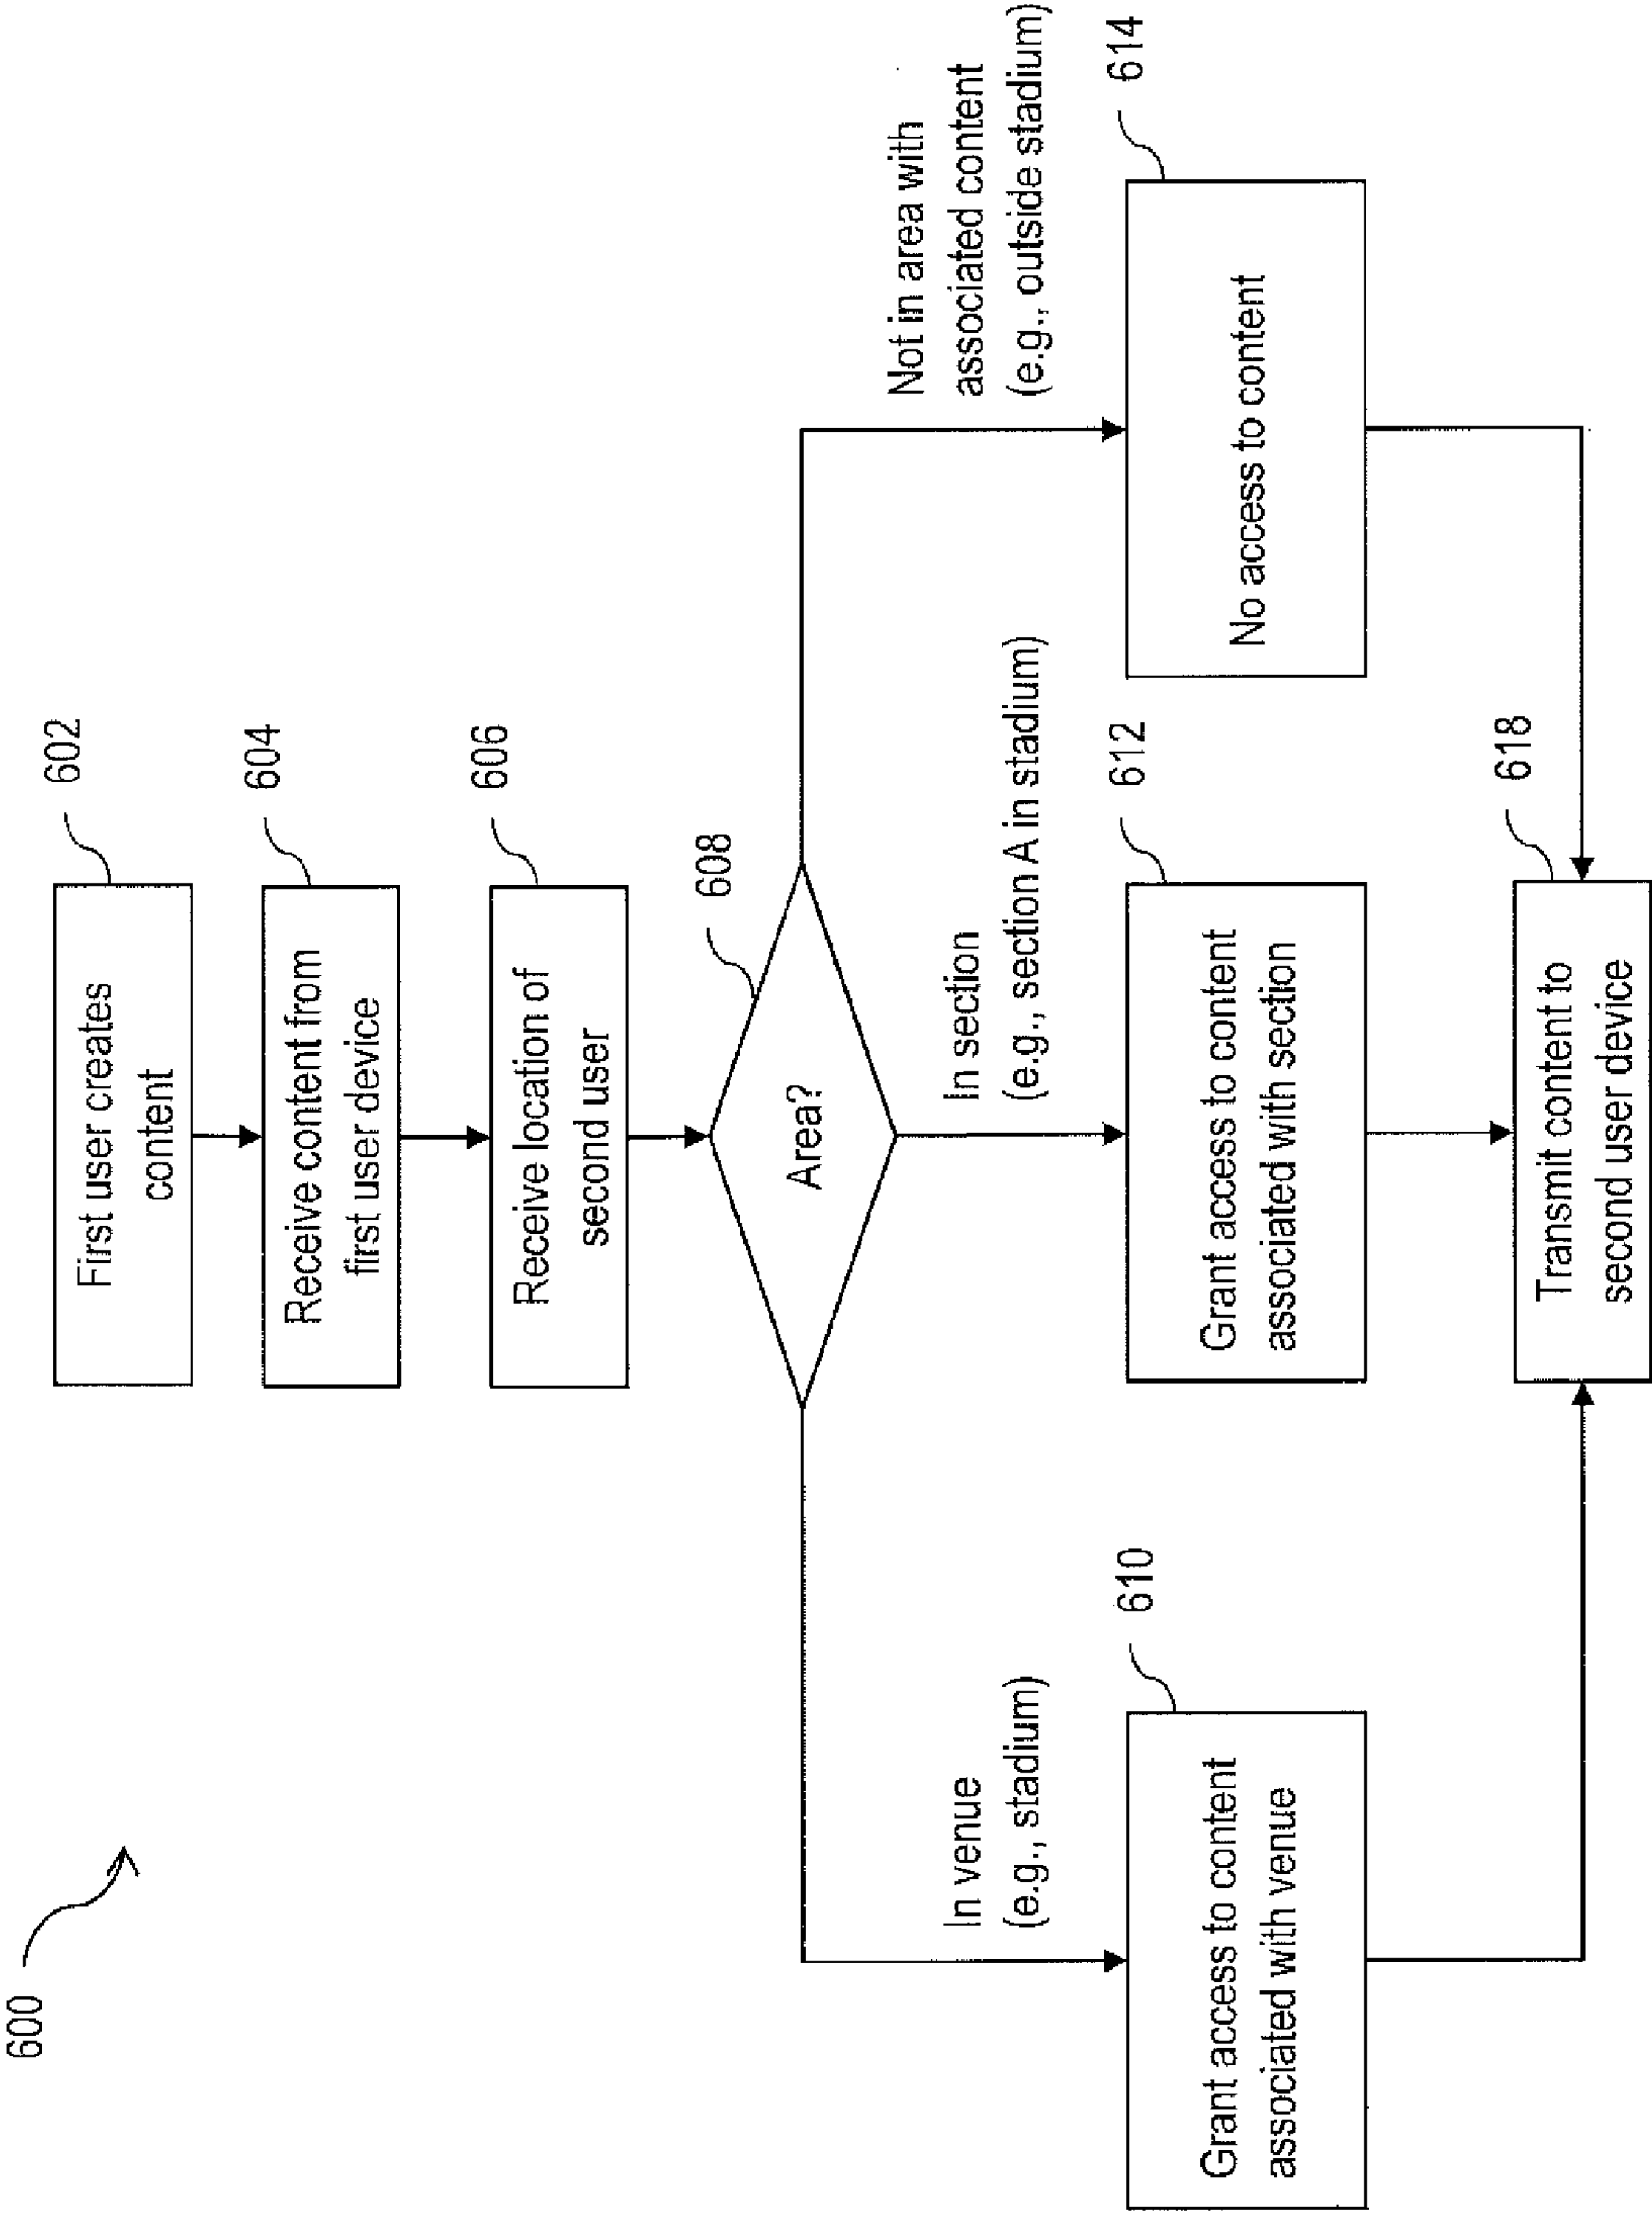 600
First user creates
content
602
Receive content from
first user device
604
Receive location of
second user
606
Area?
608
In venue
(e.g., stadium)
In section
(e.g., section A in stadium)
Not in area with
associated content
(e.g., outside stadium)
Grant access to content
associated with venue
610
Grant access to content
associated with section
612
No access to content
614
Transmit content to
second user device
618